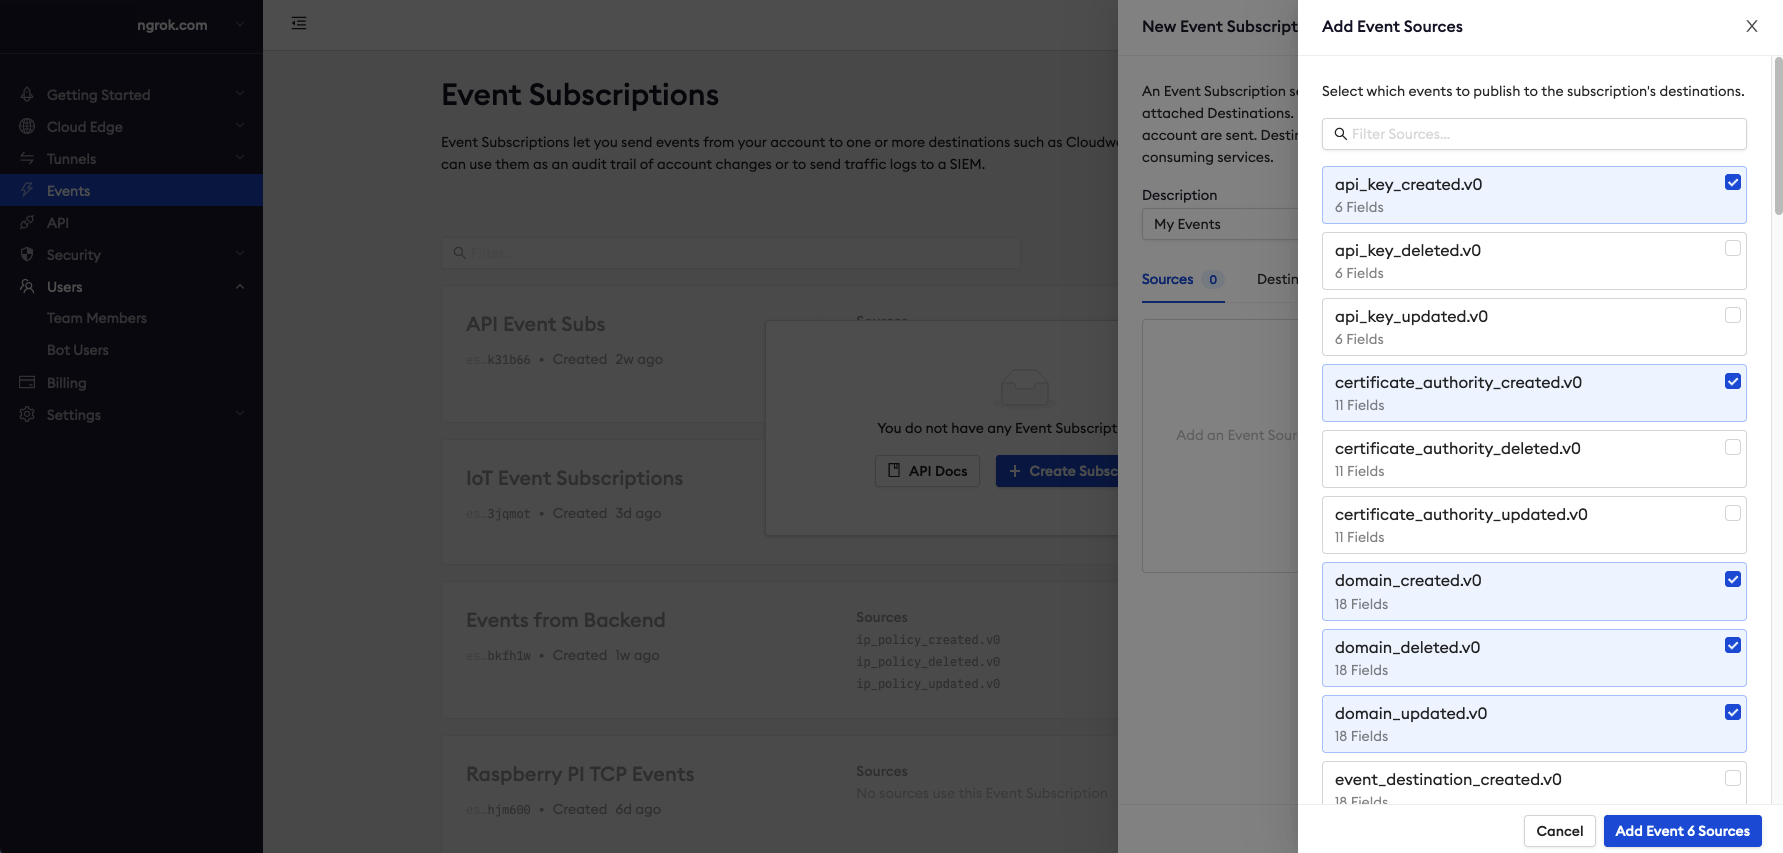 ngrok.com
Getting Started
Cloud Edge
Tunnels
Events
API
Security
Users
Team Members
Bot Users
Billing
Settings
Event Subscriptions
Event Subscriptions let you send events from your account to one or more destinations such as Cloudw
can use them as an audit trail of account changes or to send traffic logs to a SIEM.
Filter...
API Event Subs
es_k31b66 • Created 2w ago
Sources
You do not have any Event Subscript
API Docs
+ Create Subsc
IoT Event Subscriptions
es_3jqmot • Created 3d ago
Events from Backend
es_bkfh1w • Created 1w ago
Sources
ip_policy_created.v0
ip_policy_deleted.v0
ip_policy_updated.v0
Raspberry PI TCP Events
es_hjm600 • Created 6d ago
Sources
No sources use this Event Subscription
New Event Subscript
An Event Subscription se
attached Destinations.
account are sent. Destin
consuming services.
Description
My Events
Sources 0
Destin
Add an Event Sour
Add Event Sources
Select which events to publish to the subscription's destinations.
Filter Sources...
api_key_created.v0
6 Fields
api_key_deleted.v0
6 Fields
api_key_updated.v0
6 Fields
certificate_authority_created.v0
11 Fields
certificate_authority_deleted.v0
11 Fields
certificate_authority_updated.v0
11 Fields
domain_created.v0
18 Fields
domain_deleted.v0
18 Fields
domain_updated.v0
18 Fields
event_destination_created.v0
18 Fields
Cancel
Add Event 6 Sources